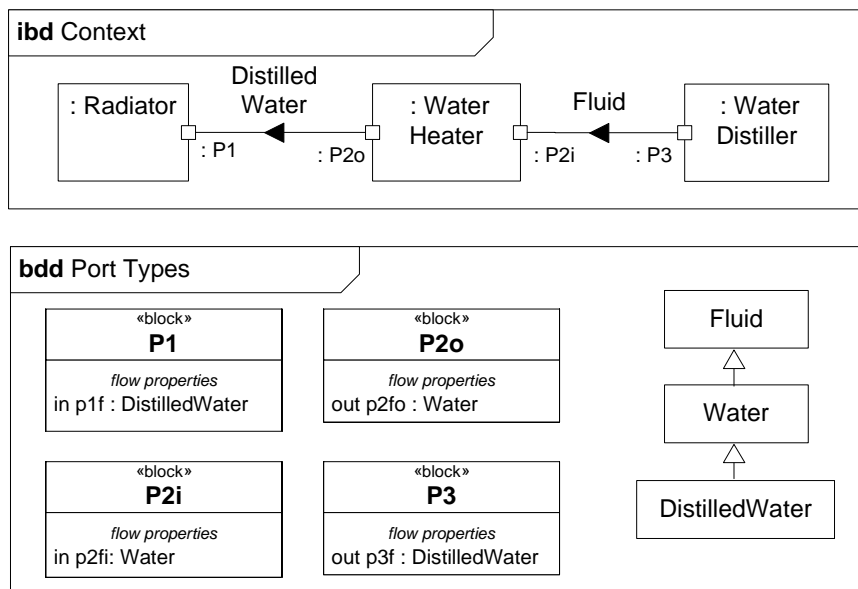 ibd Context
Distilled
Water
Fluid
: Radiator
: Water
Heater
: Water
Distiller
: P1
: P2o
: P2i
: P3
bdd Port Types
«block»
P1
flow properties
in p1f : DistilledWater
«block»
P2o
flow properties
out p2fo : Water
Fluid
Water
DistilledWater
«block»
P2i
flow properties
in p2fi: Water
«block»
P3
flow properties
out p3f : DistilledWater